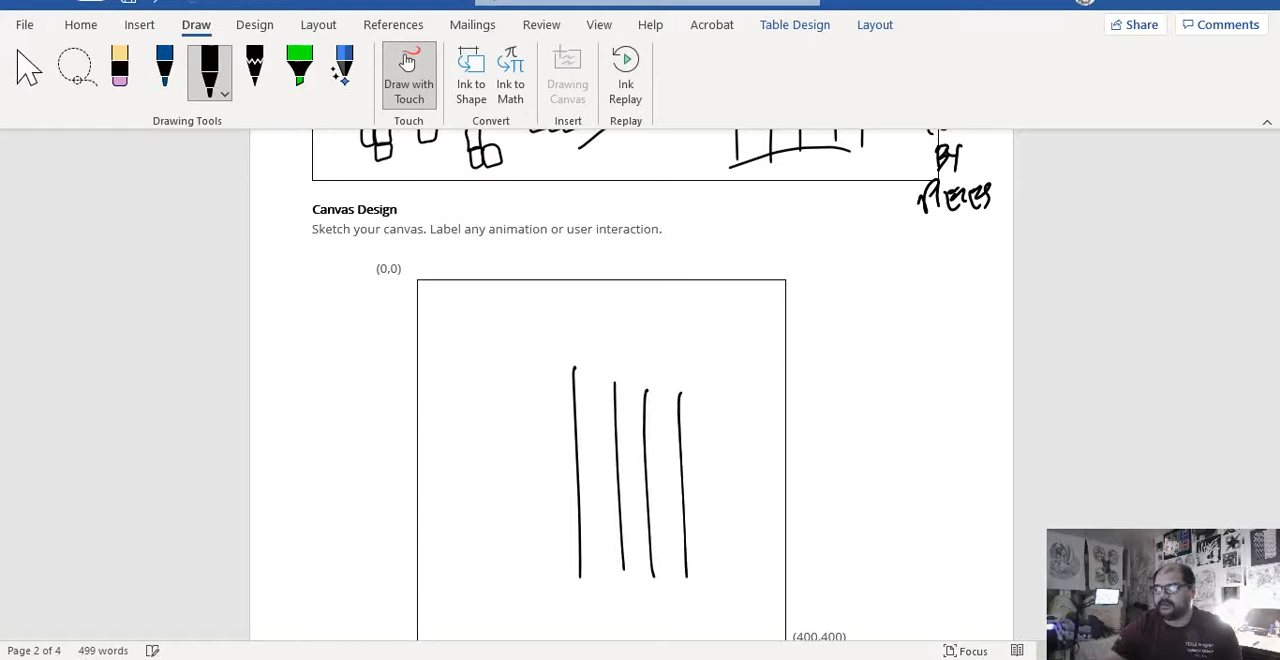 File Home Insert Draw Design Layout References Mailings Review View Help Acrobat Table Design Layout Share Comments
Draw with Touch
Ink to Shape
Ink to Math
Drawing Canvas
Ink Replay
Drawing Tools Touch Convert Insert Replay
By
Pieces
Canvas Design
Sketch your canvas. Label any animation or user interaction.
(0,0)
(400,400)
Page 2 of 4 499 words Focus